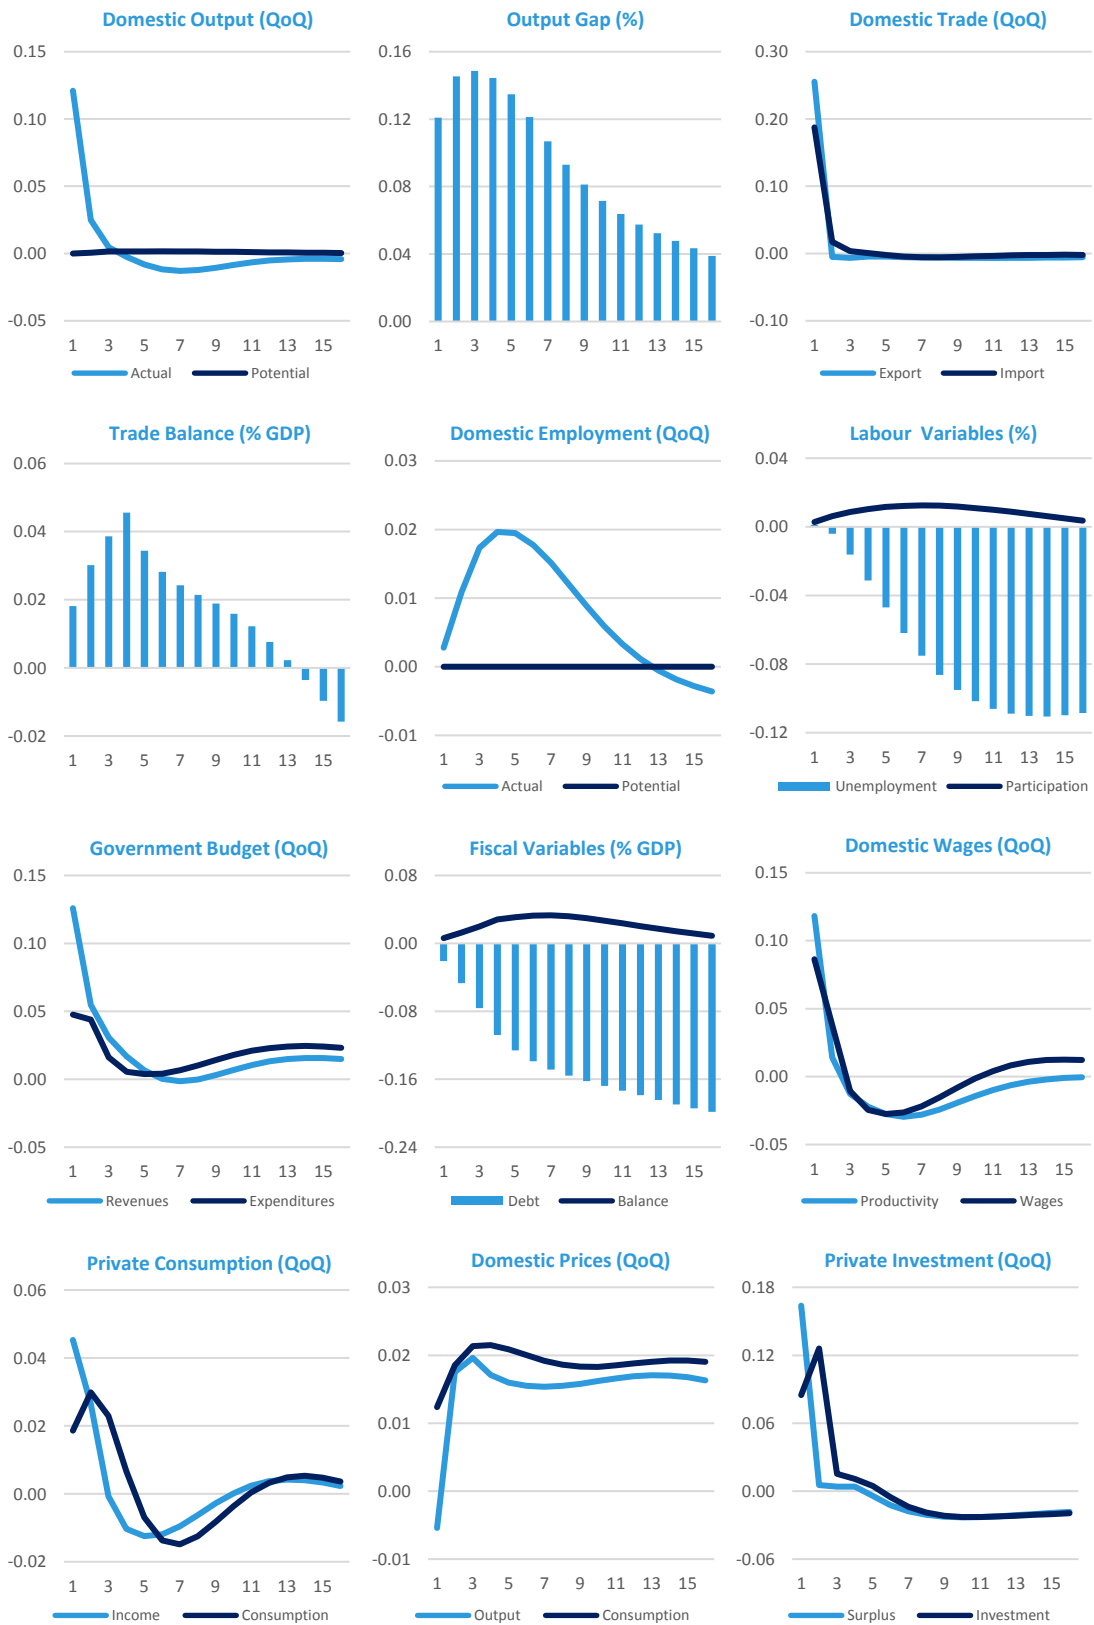 Domestic Output (QoQ)
0.15
0.10
0.05
0.00
-0.05
1 3 5 7 9 11 13 15
Actual Potential
Output Gap (%)
0.16
0.12
0.08
0.04
0.00
1 3 5 7 9 11 13 15
Domestic Trade (QoQ)
0.30
0.20
0.10
0.00
-0.10
1 3 5 7 9 11 13 15
Export Import
Trade Balance (% GDP)
0.06
0.04
0.02
0.00
-0.02
1 3 5 7 9 11 13 15
Domestic Employment (QoQ)
0.03
0.02
0.01
0.00
-0.01
1 3 5 7 9 11 13 15
Actual Potential
Labour Variables (%)
0.04
0.00
-0.04
-0.08
-0.12
1 3 5 7 9 11 13 15
Unemployment Participation
Government Budget (QoQ)
0.15
0.10
0.05
0.00
-0.05
1 3 5 7 9 11 13 15
Revenues Expenditures
Fiscal Variables (% GDP)
0.08
0.00
-0.08
-0.16
-0.24
1 3 5 7 9 11 13 15
Debt Balance
Domestic Wages (QoQ)
0.15
0.10
0.05
0.00
-0.05
1 3 5 7 9 11 13 15
Productivity Wages
Private Consumption (QoQ)
0.06
0.04
0.02
0.00
-0.02
1 3 5 7 9 11 13 15
Income Consumption
Domestic Prices (QoQ)
0.03
0.02
0.01
0.00
-0.01
1 3 5 7 9 11 13 15
Output Consumption
Private Investment (QoQ)
0.18
0.12
0.06
0.00
-0.06
1 3 5 7 9 11 13 15
Surplus Investment